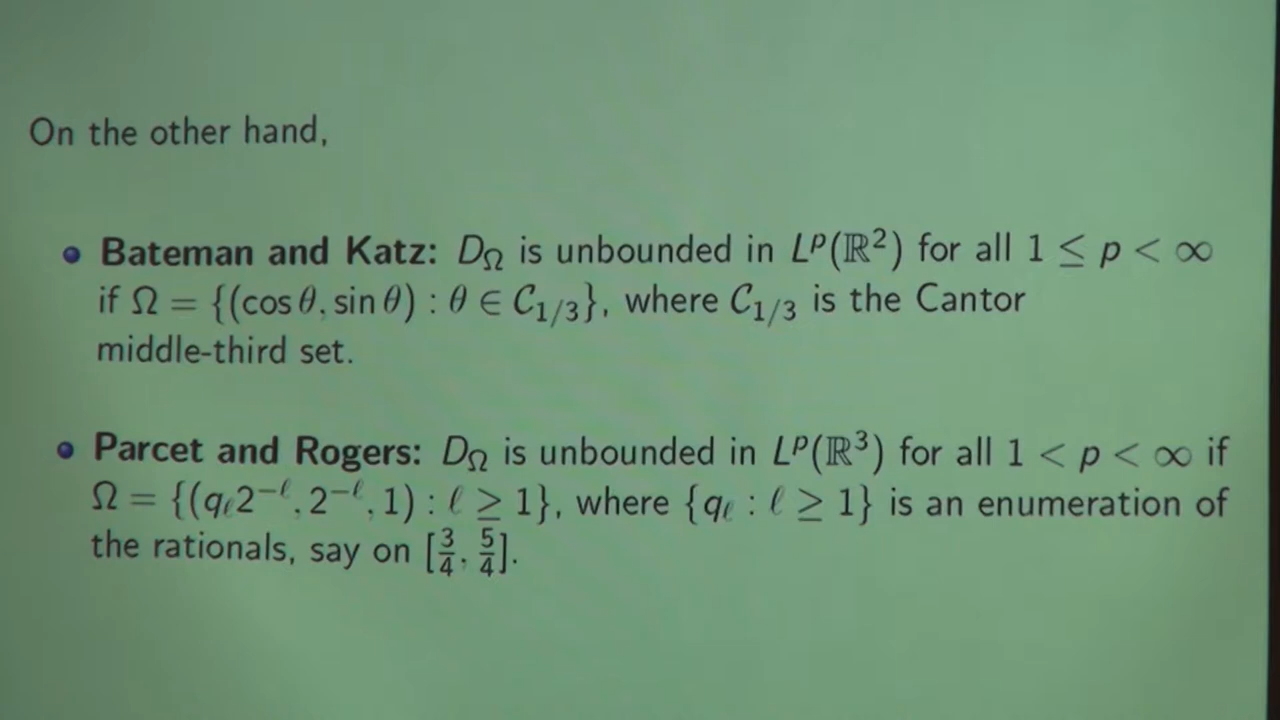 On the other hand,
• Bateman and Katz: D_Ω is unbounded in L^p(ℝ²) for all 1 ≤ p < ∞
if Ω = {(cos θ, sin θ) : θ ∈ C_{1/3}}, where C_{1/3} is the Cantor
middle-third set.
• Parcet and Rogers: D_Ω is unbounded in L^p(ℝ³) for all 1 < p < ∞ if
Ω = {(q_ℓ 2^{-ℓ}, 2^{-ℓ}, 1) : ℓ ≥ 1}, where {q_ℓ : ℓ ≥ 1} is an enumeration of
the rationals, say on [3/4, 5/4].